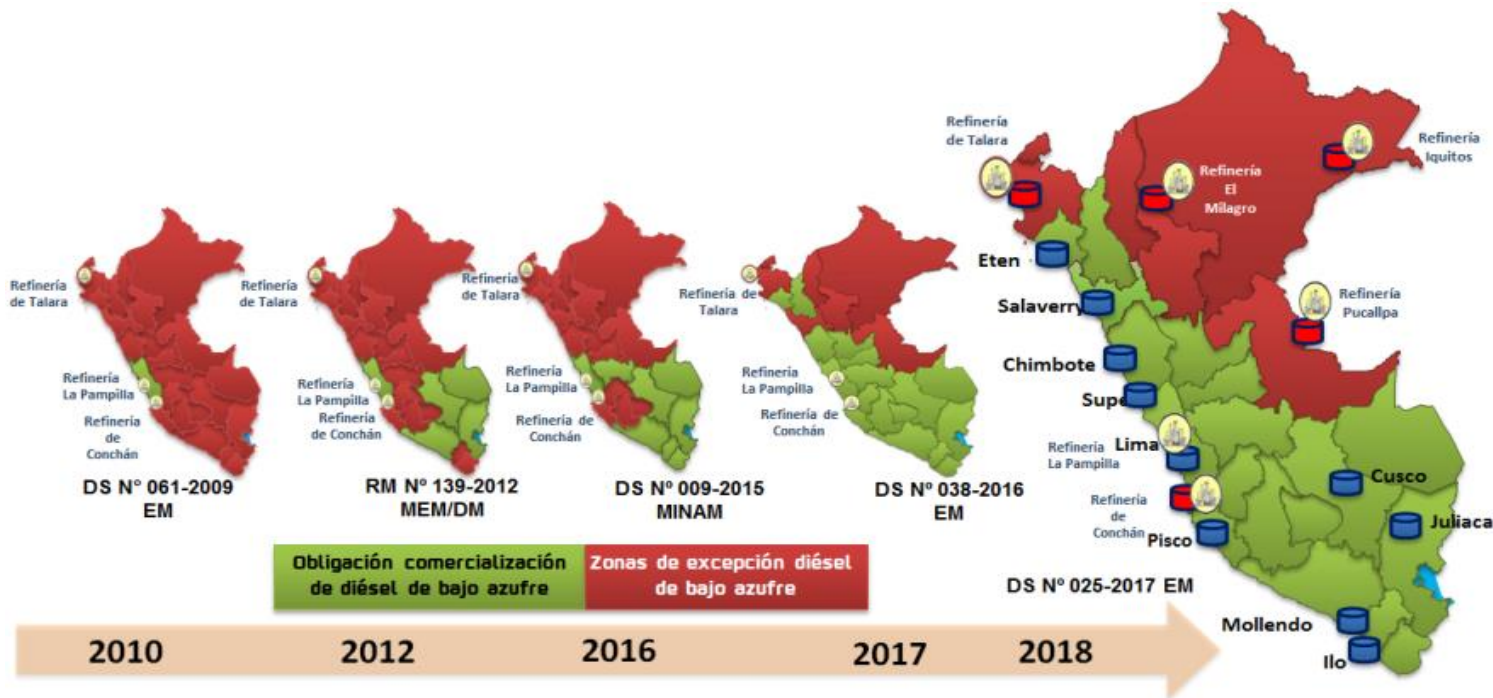 Refinería
de Talara
Refinería
La Pampilla
Refinería
de
Conchán
DS N° 061-2009
EM
Refinería
de Talara
Refinería
La Pampilla
Refinería
de Conchán
RM N° 139-2012
MEM/DM
Refinería
de Talara
Refinería
La Pampilla
Refinería de
Conchán
DS N° 009-2015
MINAM
Refinería de
Talara
Refinería
La Pampilla
Refinería de
Conchán
DS N° 038-2016
EM
Refinería
de Talara
Refinería
Iquitos
Refinería
El
Milagro
Eten
Refinería
Pucallpa
Salaverry
Chimbote
Supe
Lima
Refinería
La Pampilla
Cusco
Refinería
de
Conchán
Juliaca
Pisco
DS N° 025-2017 EM
Mollendo
Ilo
Obligación comercialización
de diésel de bajo azufre
Zonas de excepción diésel
de bajo azufre
2010
2012
2016
2017
2018